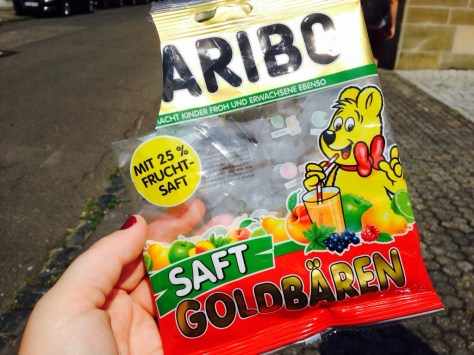 ARIBO
MACHT KINDER FROH UND ERWACHSENE EBENSO
MIT 25 %
FRUCHT-
SAFT
SAFT
GOLDBÄREN